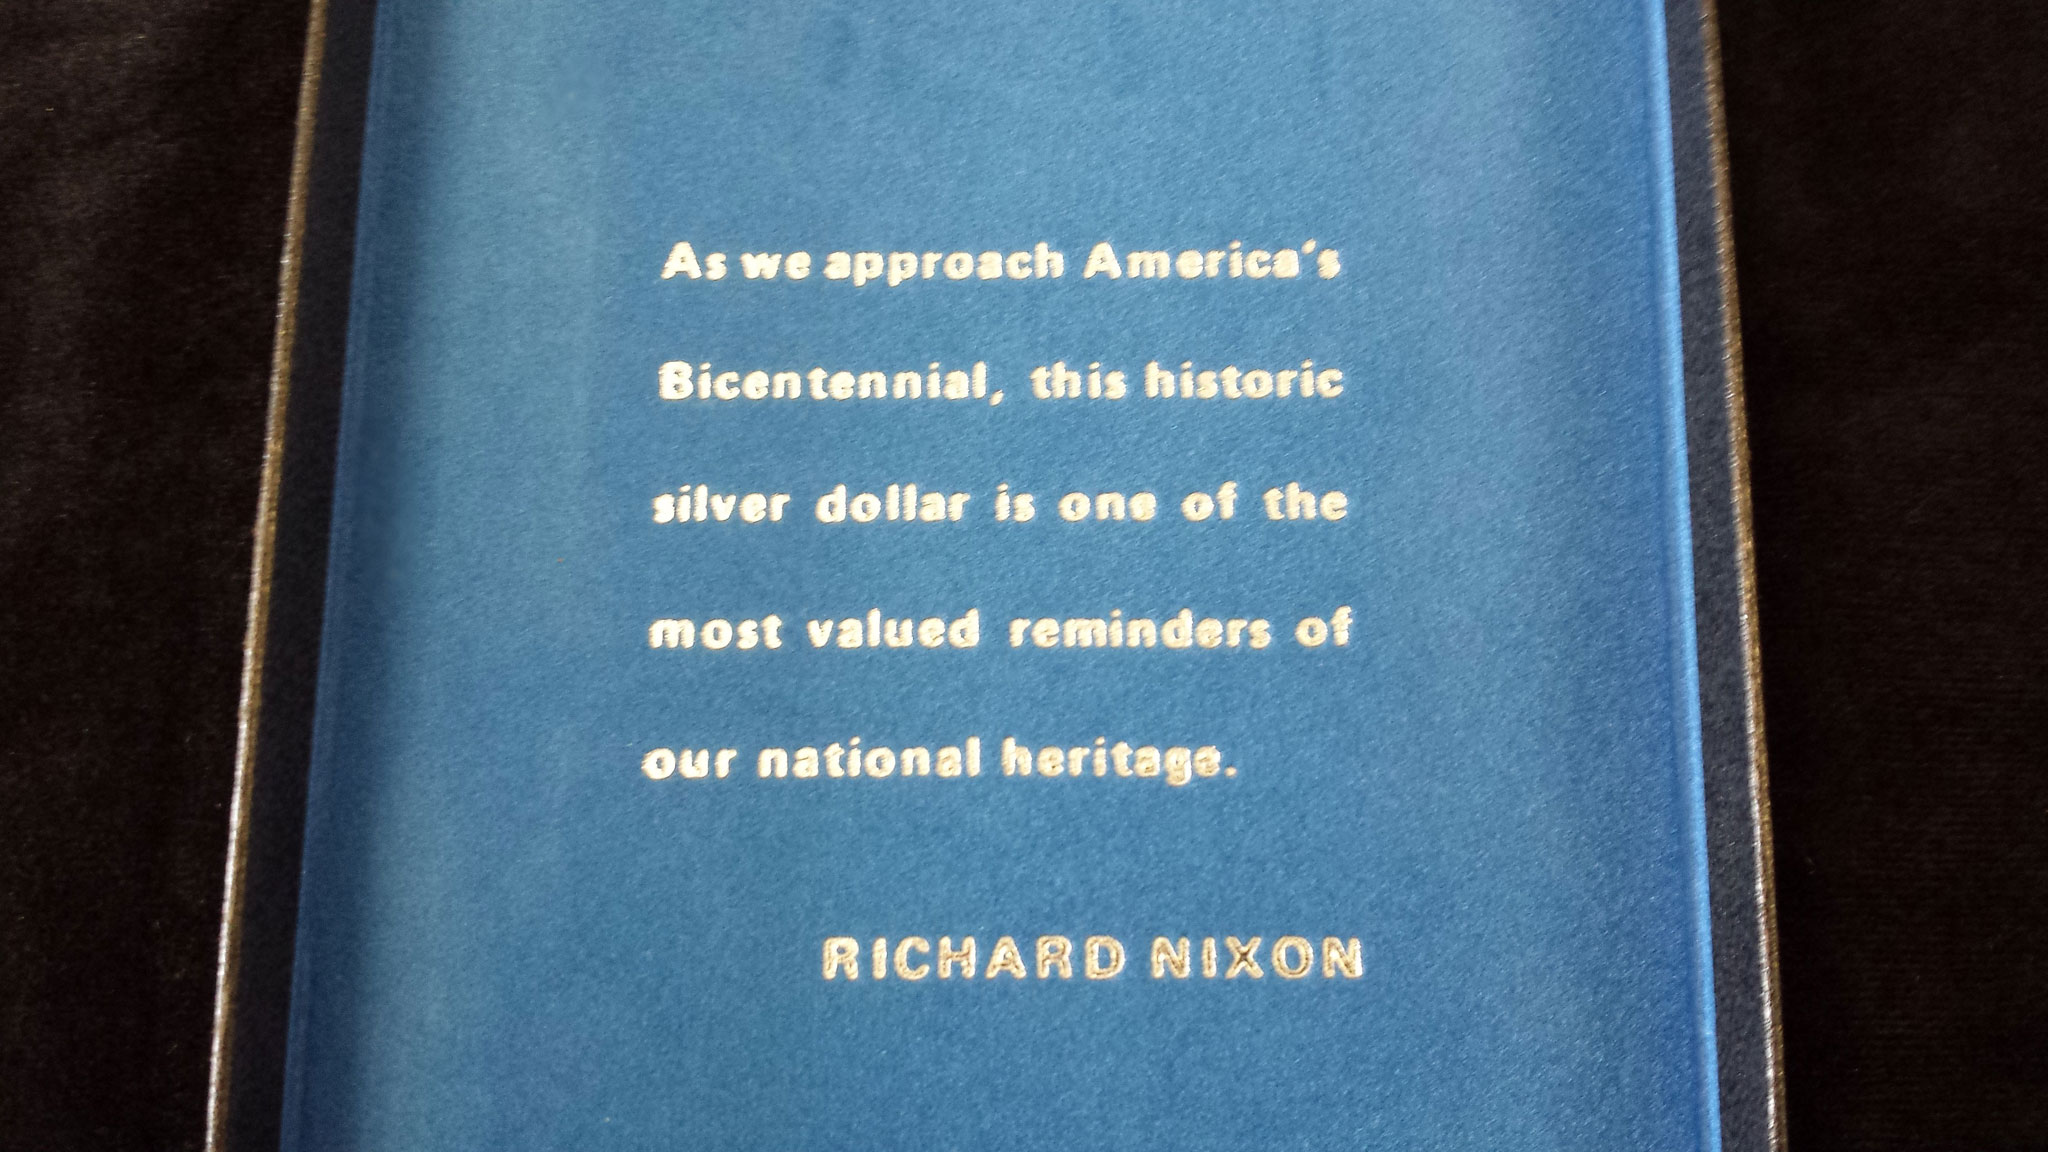 As we approach America's
Bicentennial, this historic
silver dollar is one of the
most valued reminders of
our national heritage.
RICHARD NIXON